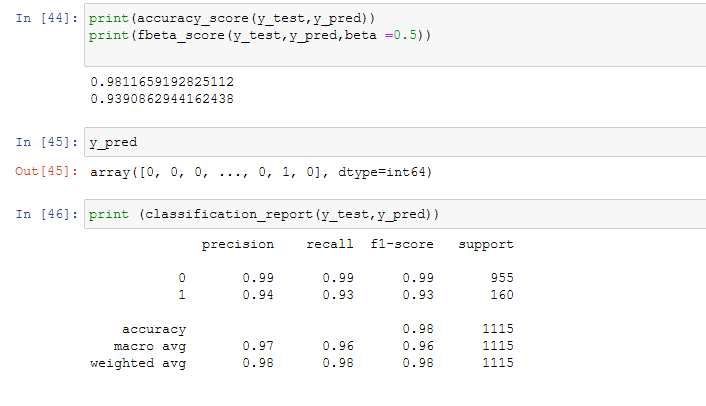 In [44]: print(accuracy_score(y_test,y_pred))
print(fbeta_score(y_test,y_pred,beta =0.5))
0.9811659192825112
0.9390862944162438
In [45]: y_pred
Out[45]: array([0, 0, 0, ..., 0, 1, 0], dtype=int64)
In [46]: print (classification_report(y_test,y_pred))
precision recall f1-score support
0 0.99 0.99 0.99 955
1 0.94 0.93 0.93 160
accuracy 0.98 1115
macro avg 0.97 0.96 0.96 1115
weighted avg 0.98 0.98 0.98 1115